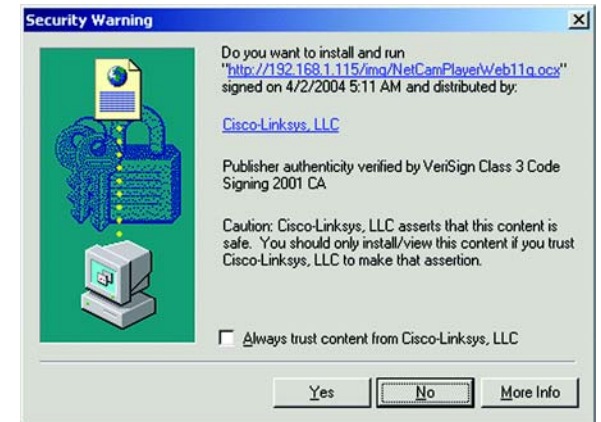 Security Warning
Do you want to install and run
"http://192.168.1.115/img/NetCamPlayerWeb11g.ocx"
signed on 4/2/2004 5:11 AM and distributed by:
Cisco-Linksys, LLC
Publisher authenticity verified by VeriSign Class 3 Code
Signing 2001 CA
Caution: Cisco-Linksys, LLC asserts that this content is
safe. You should only install/view this content if you trust
Cisco-Linksys, LLC to make that assertion.
Always trust content from Cisco-Linksys, LLC
Yes No More Info